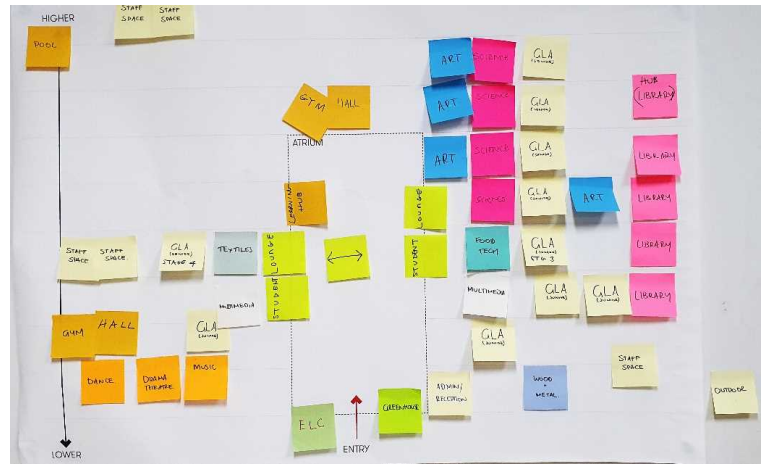 HIGHER
STAFF SPACE
STAFF SPACE
POOL
ART
SCIENCE
GLA
GYM
HALL
ART
SCIENCE
GLA
HUB
(LIBRARY)
ATRIUM
ART
SCIENCE
GLA
LIBRARY
LEARNING
HUB
STUDENT LOUNGE
SCIENCE
GLA
ART
LIBRARY
STAFF
SPACE
STAFF
SPACE
GLA
STAGE 4
TEXTILES
STUDENT LOUNGE
FOOD
TECH
GLA
STG 3
LIBRARY
MULTIMEDIA
MULTIMEDIA
GLA
GLA
LIBRARY
GYM
HALL
GLA
GLA
DANCE
DRAMA
THEATRE
MUSIC
STAFF
SPACE
ADMIN/
RECEPTION
WOOD
+
METAL
OUTDOOR
ELC
GREENHOUSE
ENTRY
LOWER